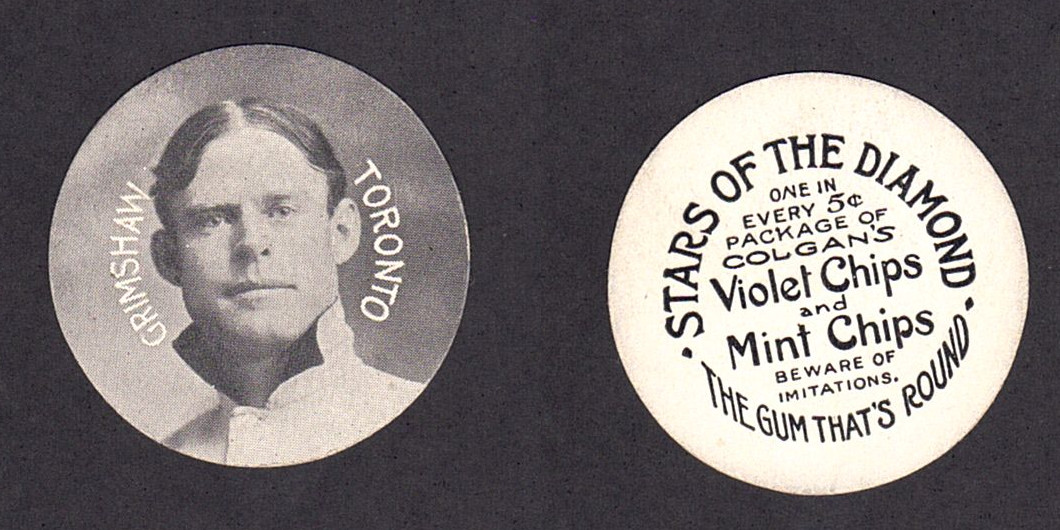 GRIMSHAW
TORONTO
• STARS OF THE DIAMOND •
ONE IN
EVERY 5¢
PACKAGE OF
COLGAN'S
Violet Chips
and
Mint Chips
BEWARE OF
IMITATIONS.
THE GUM THAT'S ROUND